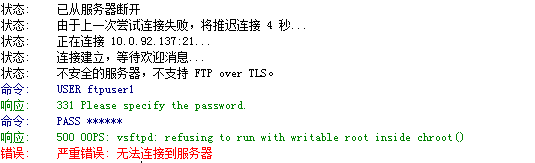 状态： 已从服务器断开
状态： 由于上一次尝试连接失败，将推迟连接 4 秒...
状态： 正在连接 10.0.92.137:21...
状态： 连接建立，等待欢迎消息...
状态： 不安全的服务器，不支持 FTP over TLS。
命令： USER ftpuser1
响应： 331 Please specify the password.
命令： PASS ******
响应： 500 OOPS: vsftpd: refusing to run with writable root inside chroot()
错误： 严重错误: 无法连接到服务器